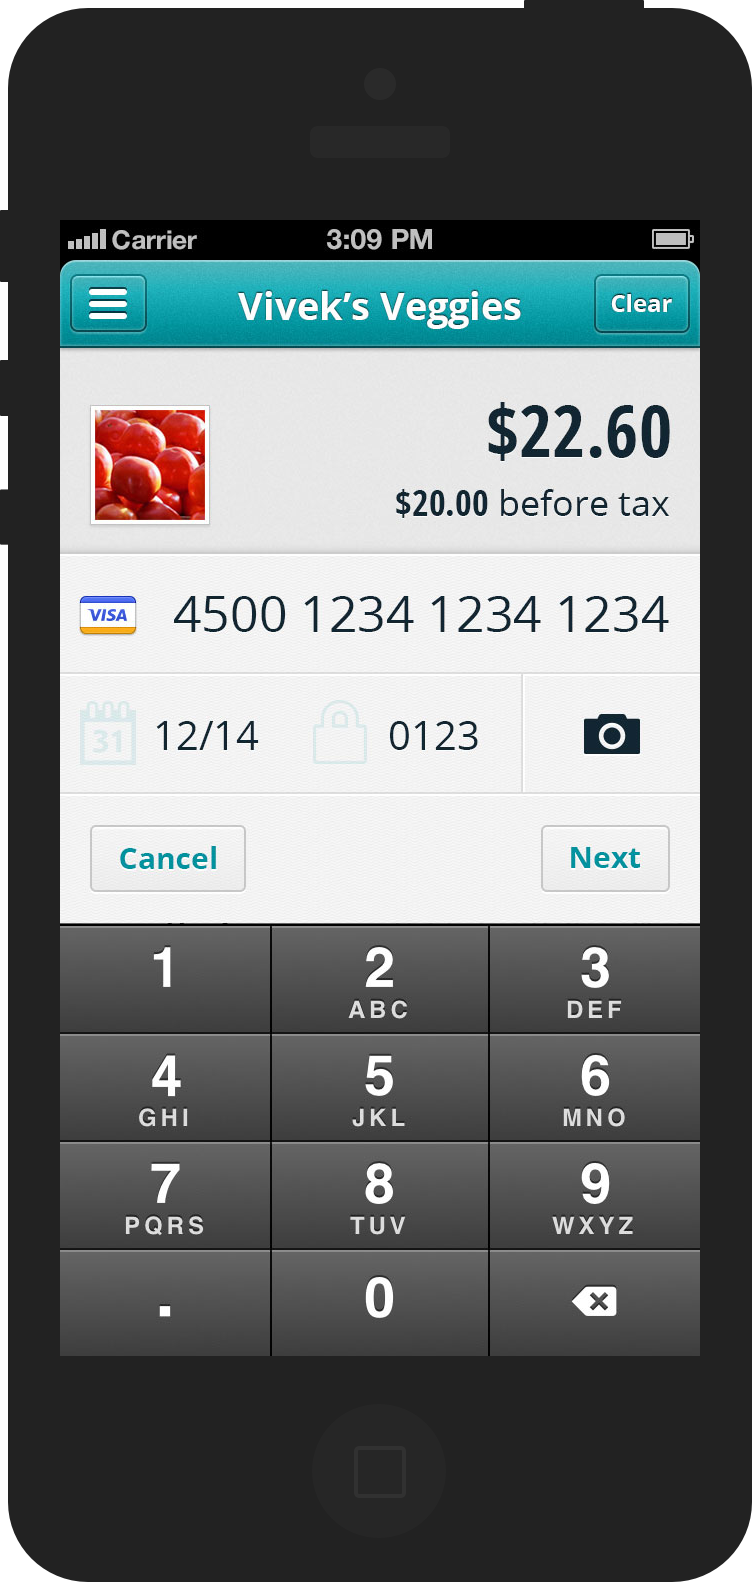 Carrier 3:09 PM
Vivek’s Veggies Clear
$22.60
$20.00 before tax
VISA 4500 1234 1234 1234
31 12/14 0123
Cancel Next
1 2 3
ABC DEF
4 5 6
GHI JKL MNO
7 8 9
PQRS TUV WXYZ
. 0